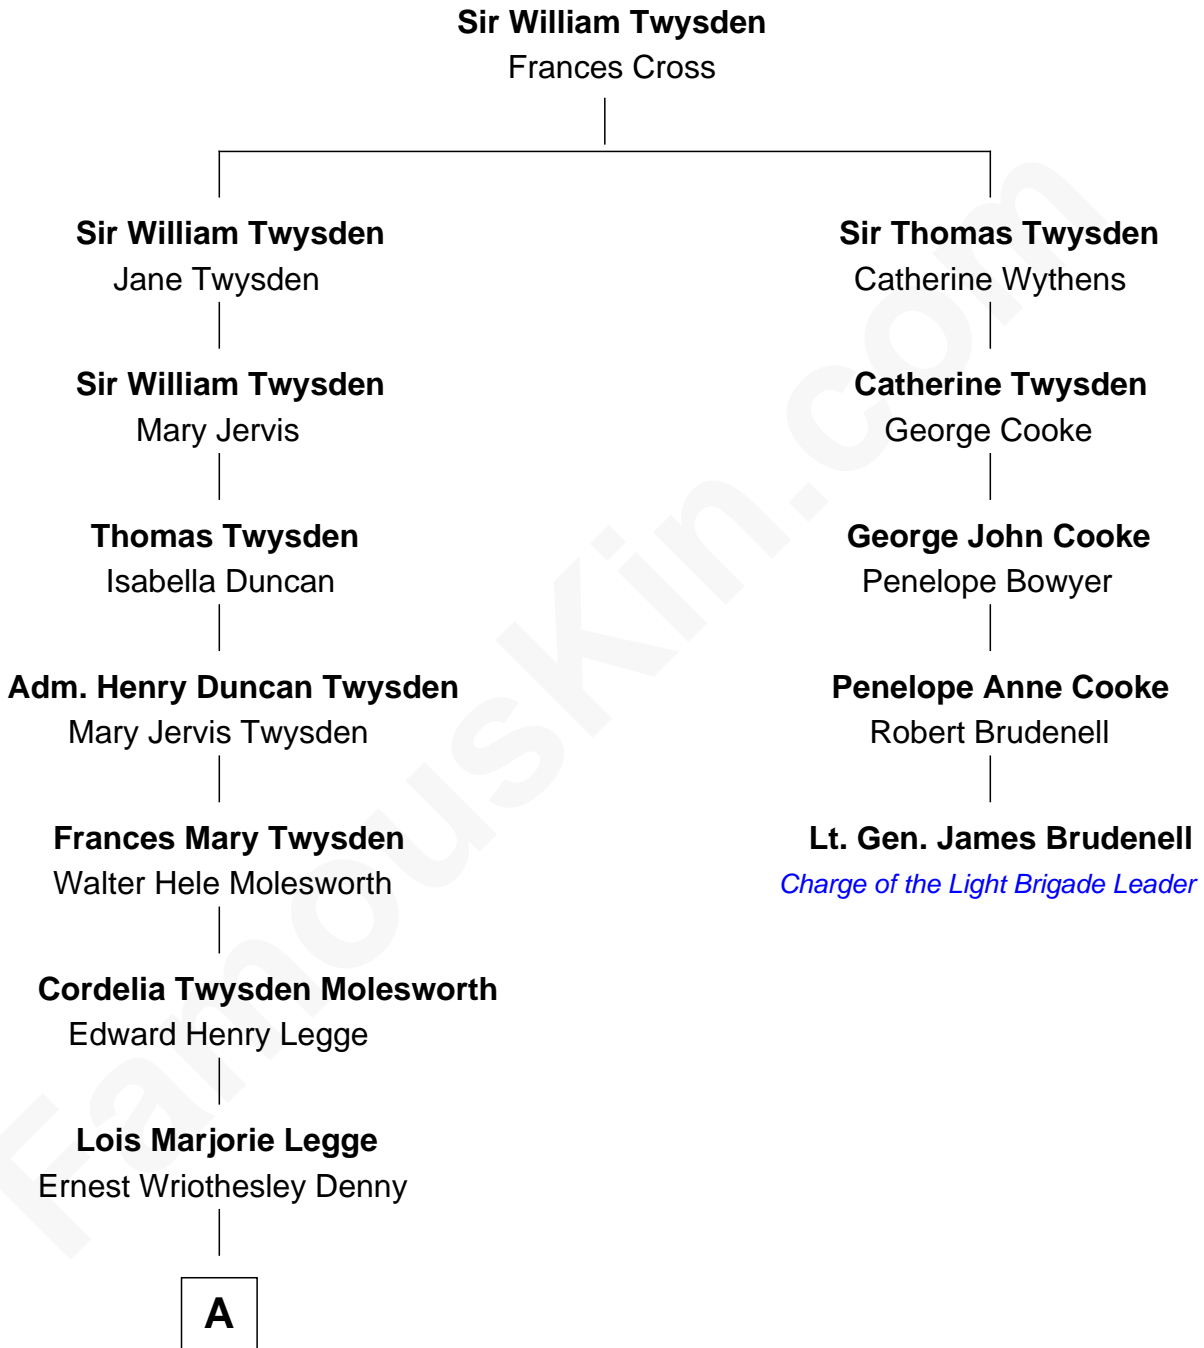 Sir William Twysden
Frances Cross
Sir William Twysden
Jane Twysden
Sir William Twysden
Mary Jervis
Thomas Twysden
Isabella Duncan
Adm. Henry Duncan Twysden
Mary Jervis Twysden
Frances Mary Twysden
Walter Hele Molesworth
Cordelia Twysden Molesworth
Edward Henry Legge
Lois Marjorie Legge
Ernest Wriothesley Denny
A
Sir Thomas Twysden
Catherine Wythens
Catherine Twysden
George Cooke
George John Cooke
Penelope Bowyer
Penelope Anne Cooke
Robert Brudenell
Lt. Gen. James Brudenell
Charge of the Light Brigade Leader
FamousKin.com